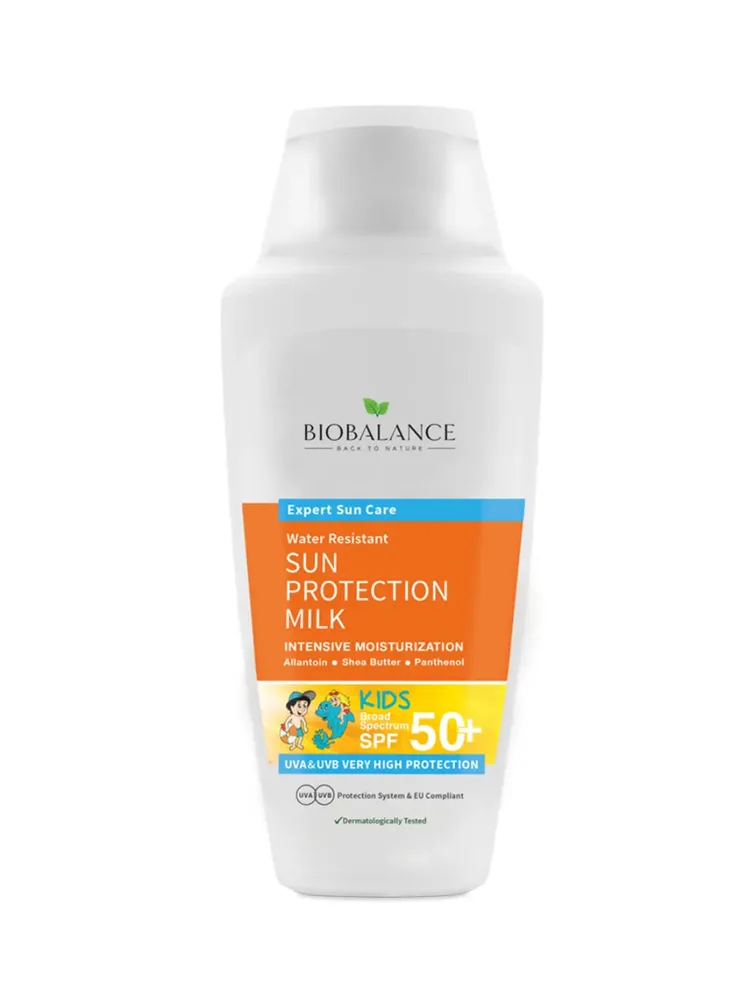 BIOBALANCE
BACK TO NATURE
Expert Sun Care
Water Resistant
SUN
PROTECTION
MILK
INTENSIVE MOISTURIZATION
Allantoin • Shea Butter • Panthenol
KIDS
Broad
Spectrum
SPF 50+
UVA&UVB VERY HIGH PROTECTION
UVA UVB Protection System & EU Compliant
✓Dermatologically Tested